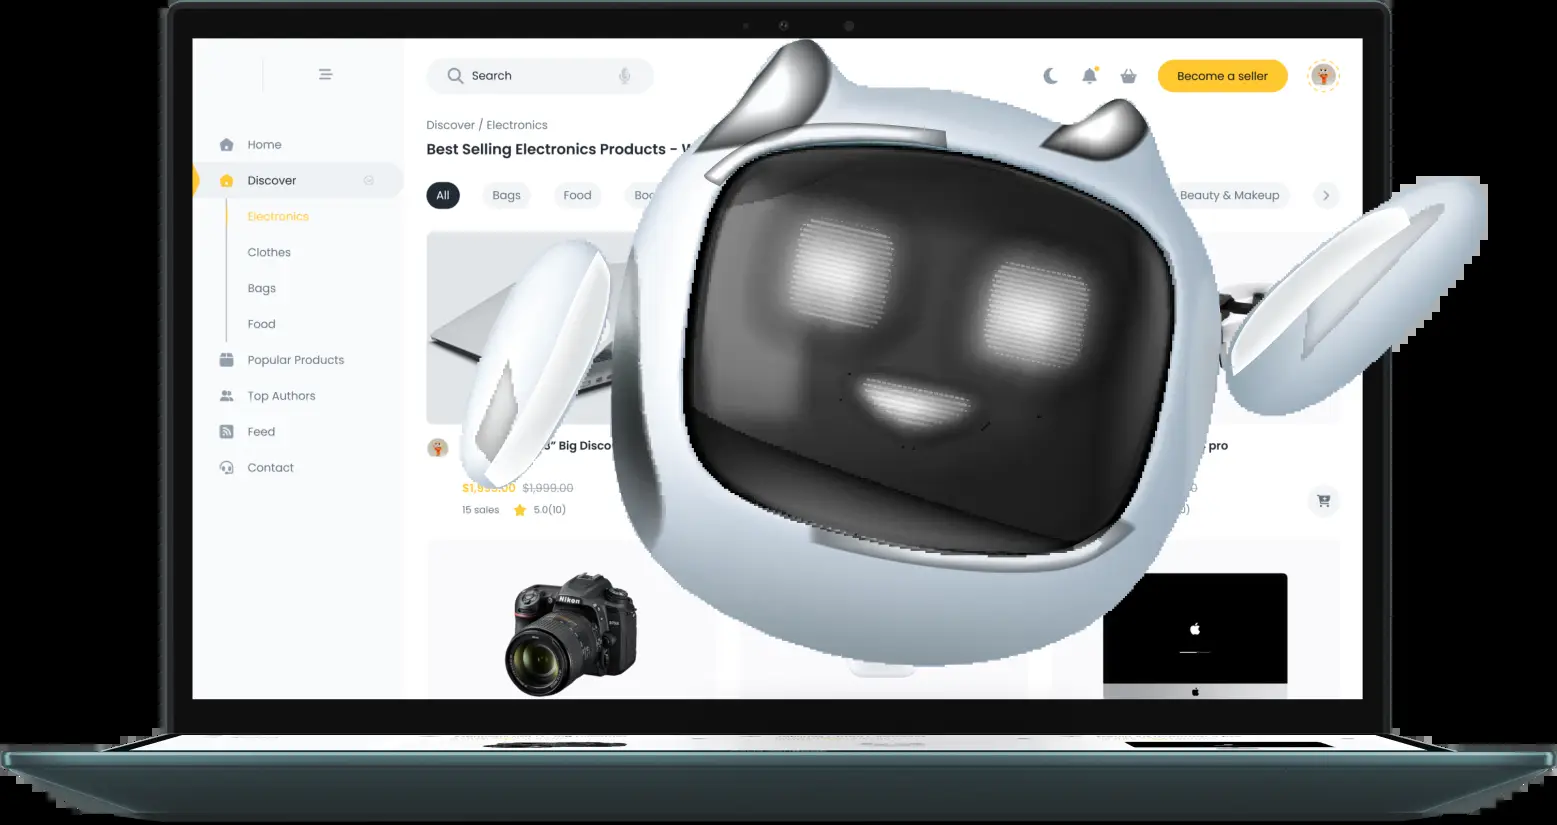 Search
Become a seller
Discover / Electronics
Best Selling Electronics Products -
All
Bags
Food
Beauty & Makeup
Home
Discover
Electronics
Clothes
Bags
Food
Popular Products
Top Authors
Feed
Contact
Big
pro
$1,999.00
15 sales
5.0(10)
Nikon